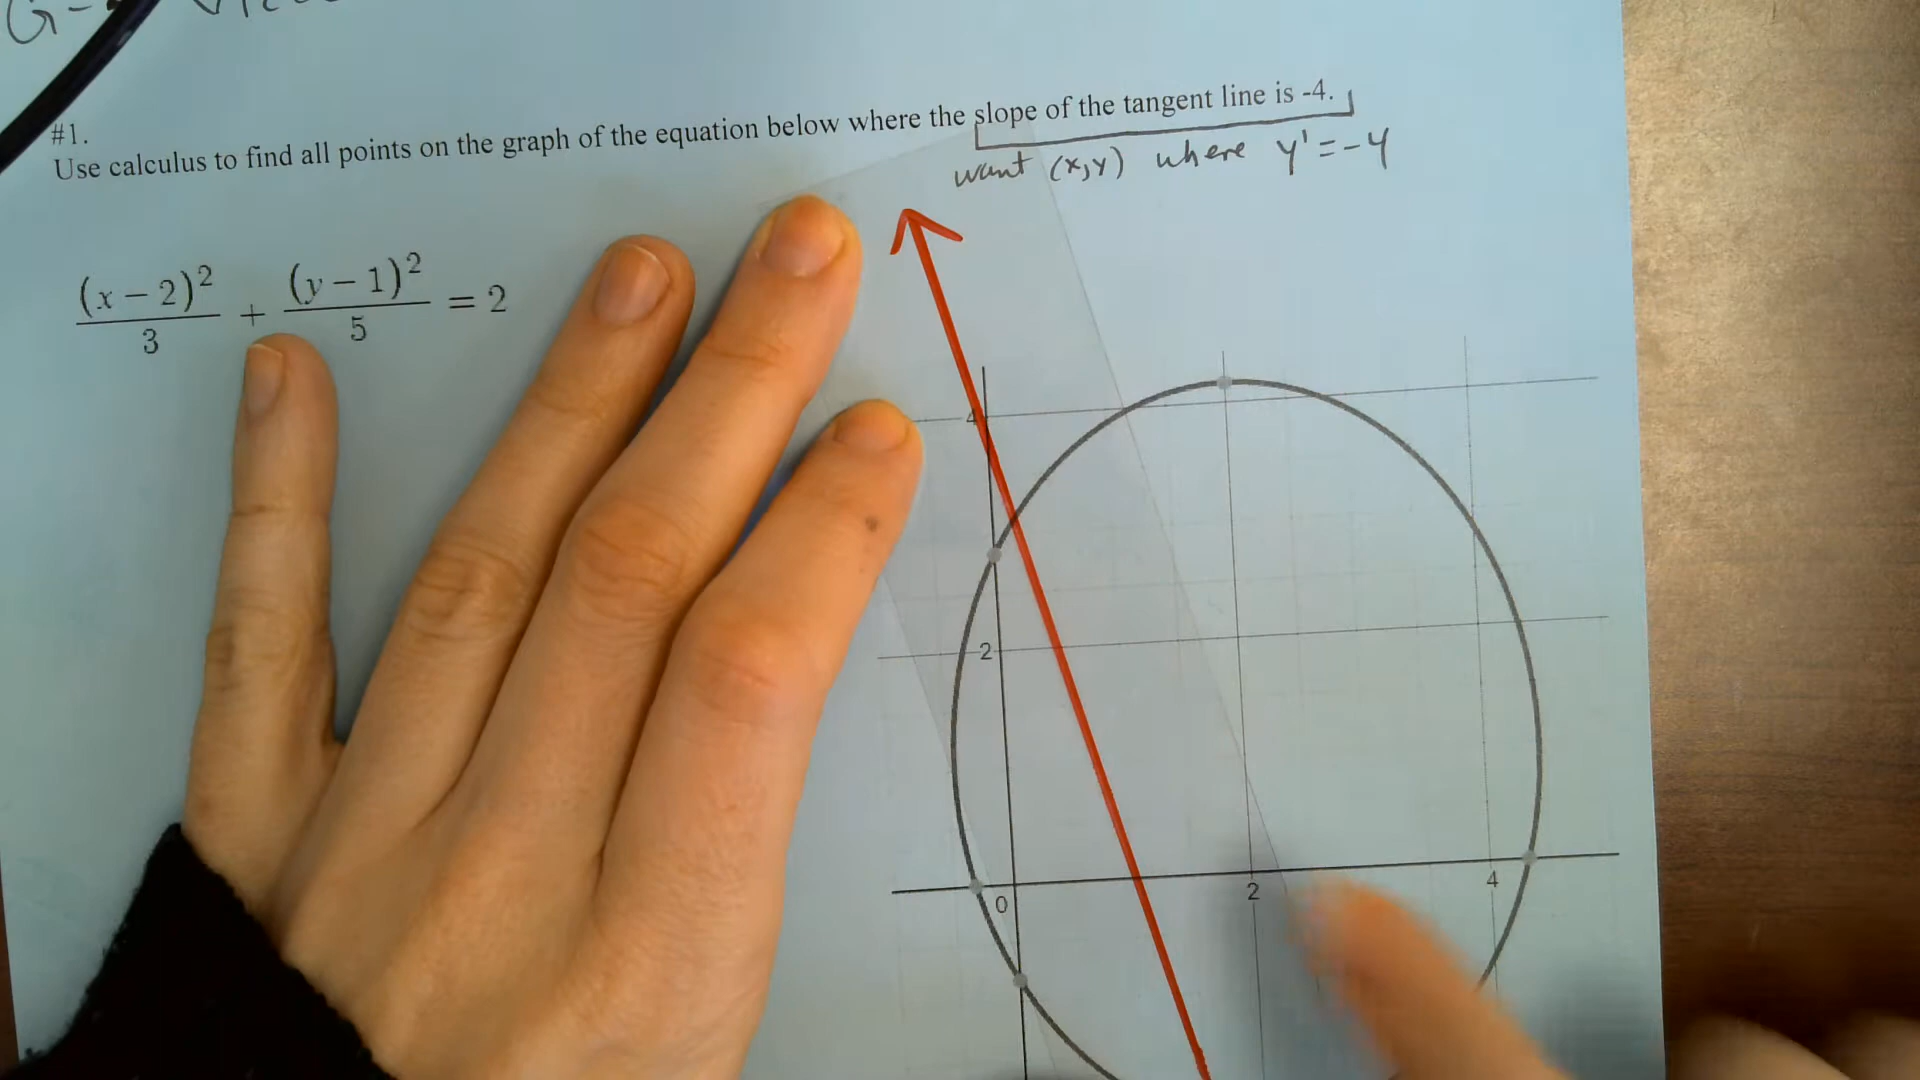 #1.
Use calculus to find all points on the graph of the equation below where the slope of the tangent line is -4.
want (x,y) where y'=-4
(x − 2)²/3 + (y − 1)²/5 = 2
4
2
0
2
4